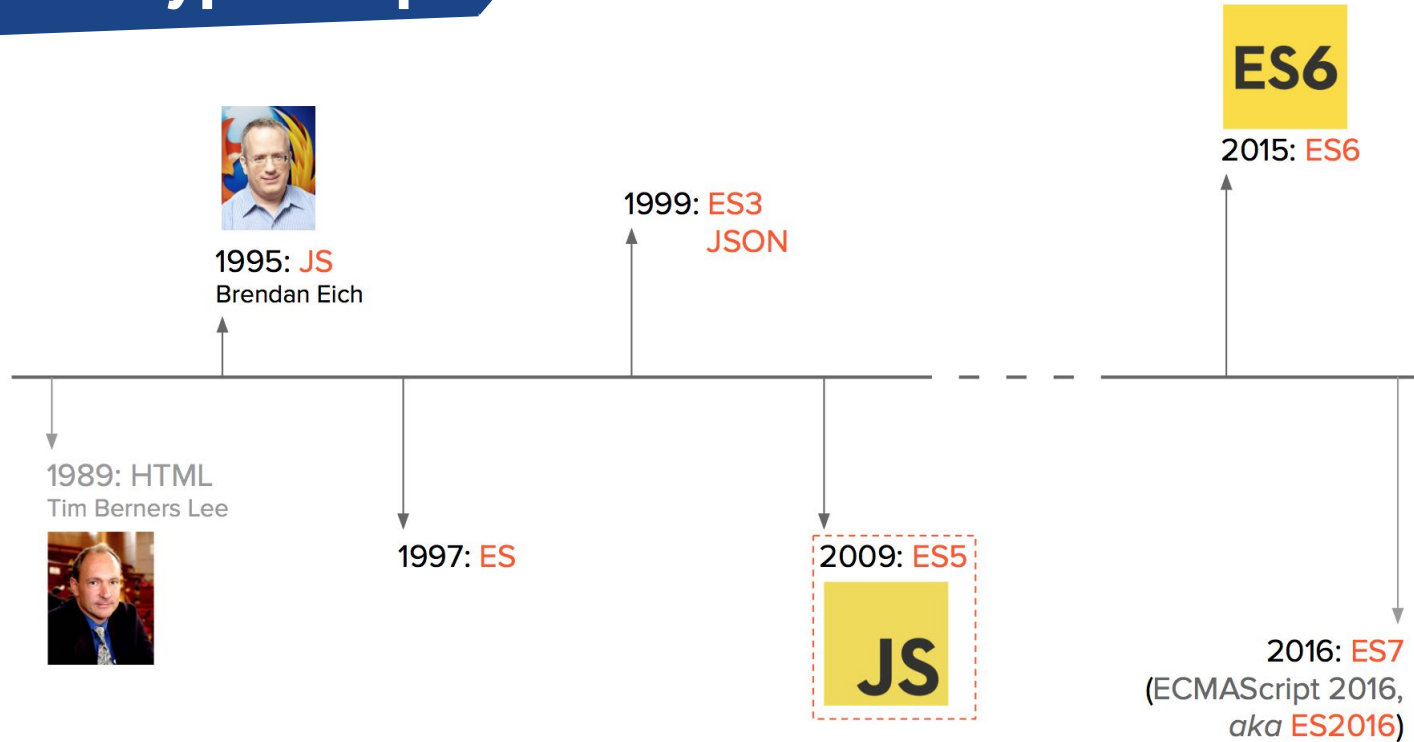 ES6
2015: ES6
1999: ES3
JSON
1995: JS
Brendan Eich
1989: HTML
Tim Berners Lee
1997: ES
2009: ES5
JS
2016: ES7
(ECMAScript 2016,
aka ES2016)